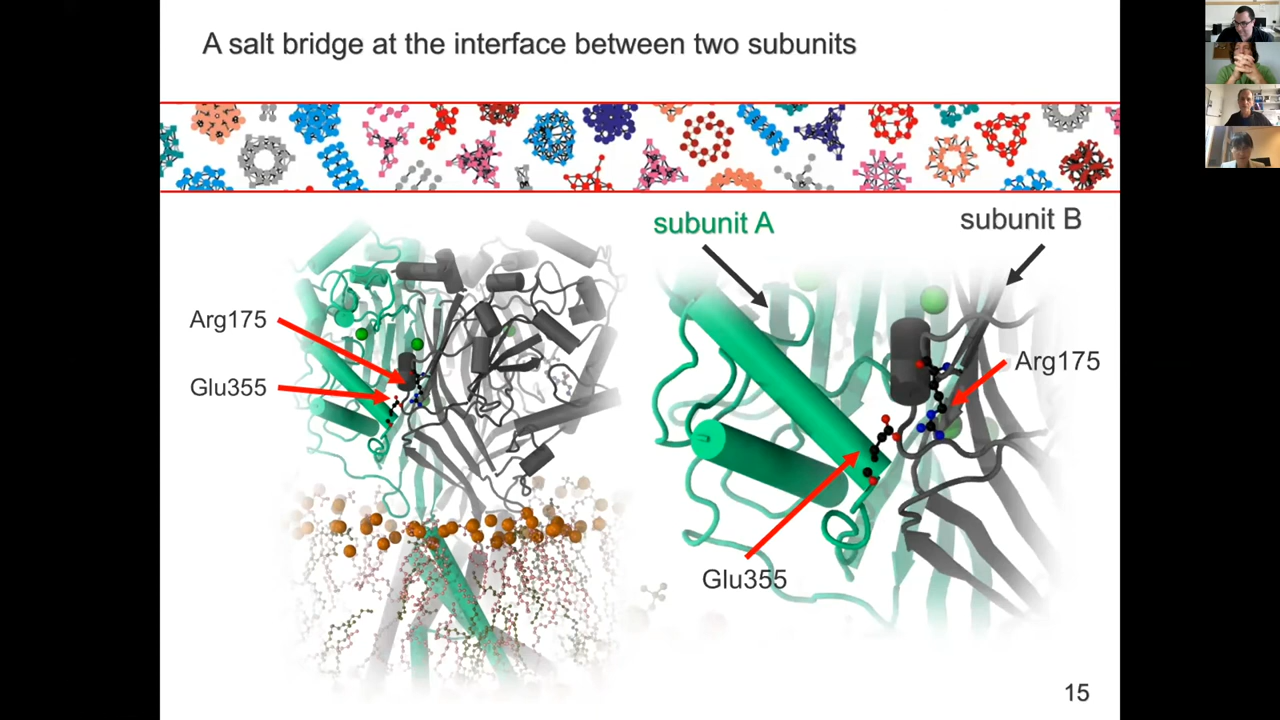 A salt bridge at the interface between two subunits
subunit A
subunit B
Arg175
Glu355
Arg175
Glu355
15